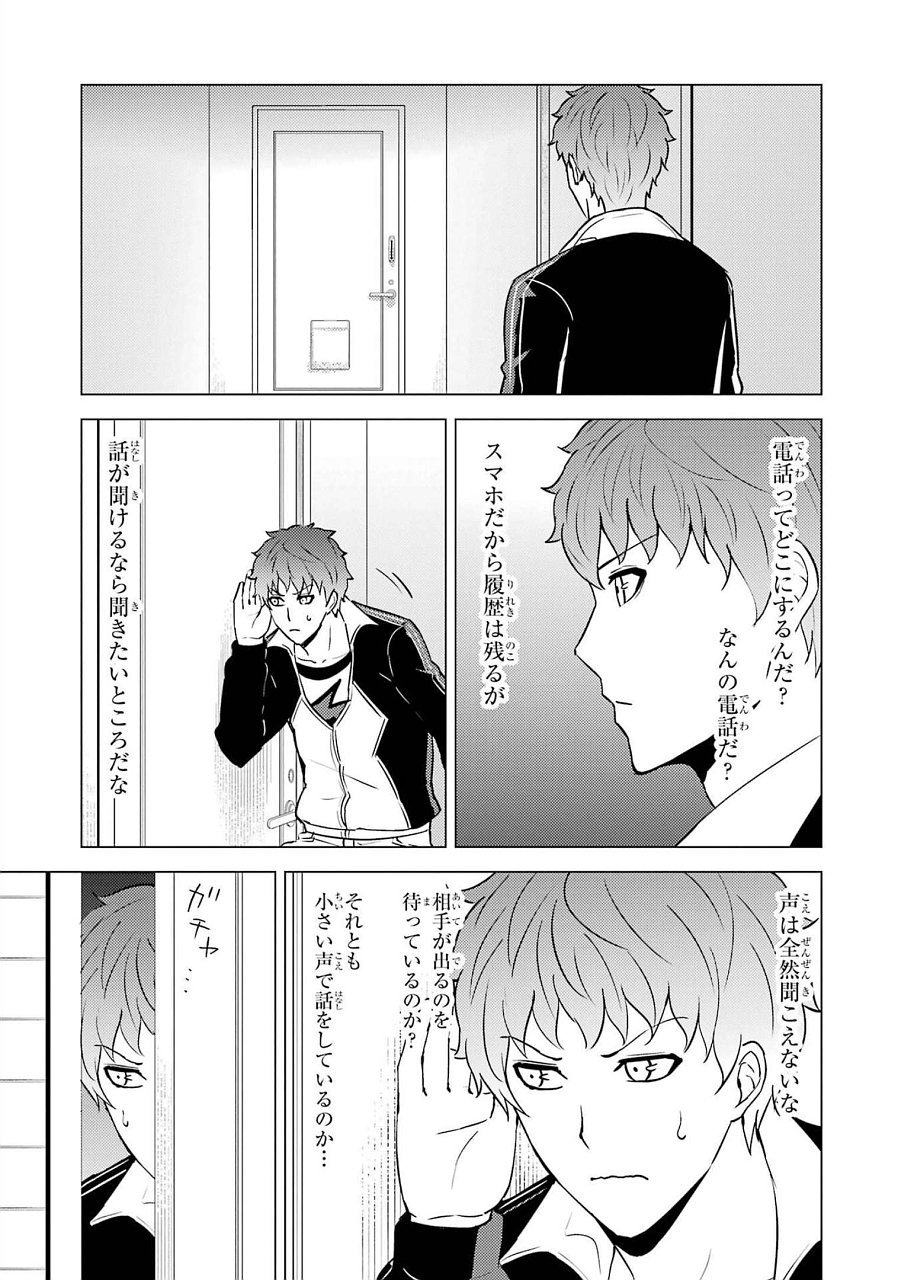 電話ってどこにするんだ?
なんの電話だ?
スマホだから履歴は残るが
話が聞けるなら聞きたいところだな
声は全然聞こえないな
相手が出るのを
待っているのか?
それとも
小さい声で話をしているのか…
ガチャ…